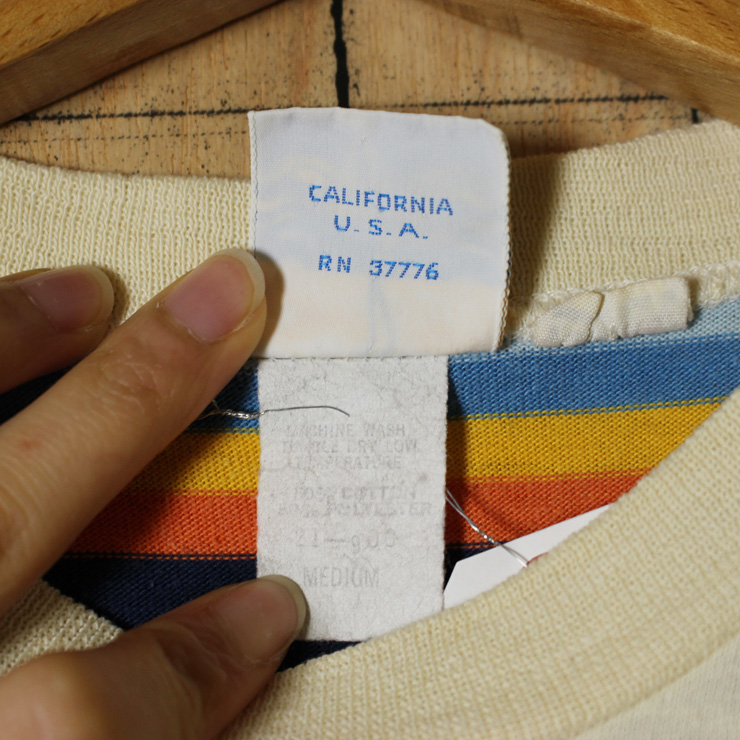 CALIFORNIA
U.S.A.
RN 37776
MACHINE WASH
TUMBLE DRY LOW
TEMPERATURE
COTTON
POLYESTER
MEDIUM